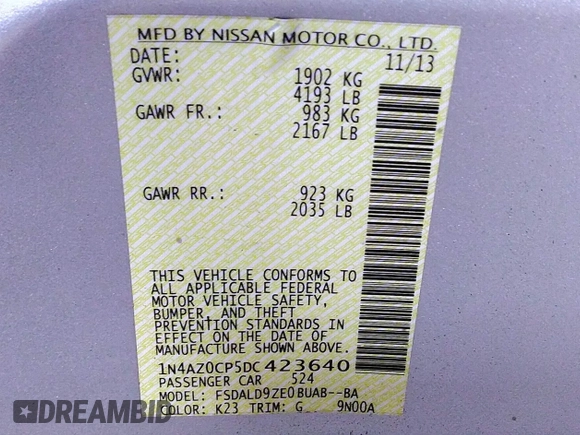 MFD BY NISSAN MOTOR CO., LTD.
DATE: 11/13
GVWR: 1902 KG
4193 LB
GAWR FR.: 983 KG
2167 LB
GAWR RR.: 923 KG
2035 LB
THIS VEHICLE CONFORMS TO
ALL APPLICABLE FEDERAL
MOTOR VEHICLE SAFETY,
BUMPER, AND THEFT
PREVENTION STANDARDS IN
EFFECT ON THE DATE OF
MANUFACTURE SHOWN ABOVE.
1N4AZ0CP5DC423640
PASSENGER CAR 524
MODEL: FSDALD9ZE0BUAB--BA
COLOR: K23 TRIM: G 9N00A
DREAMBID